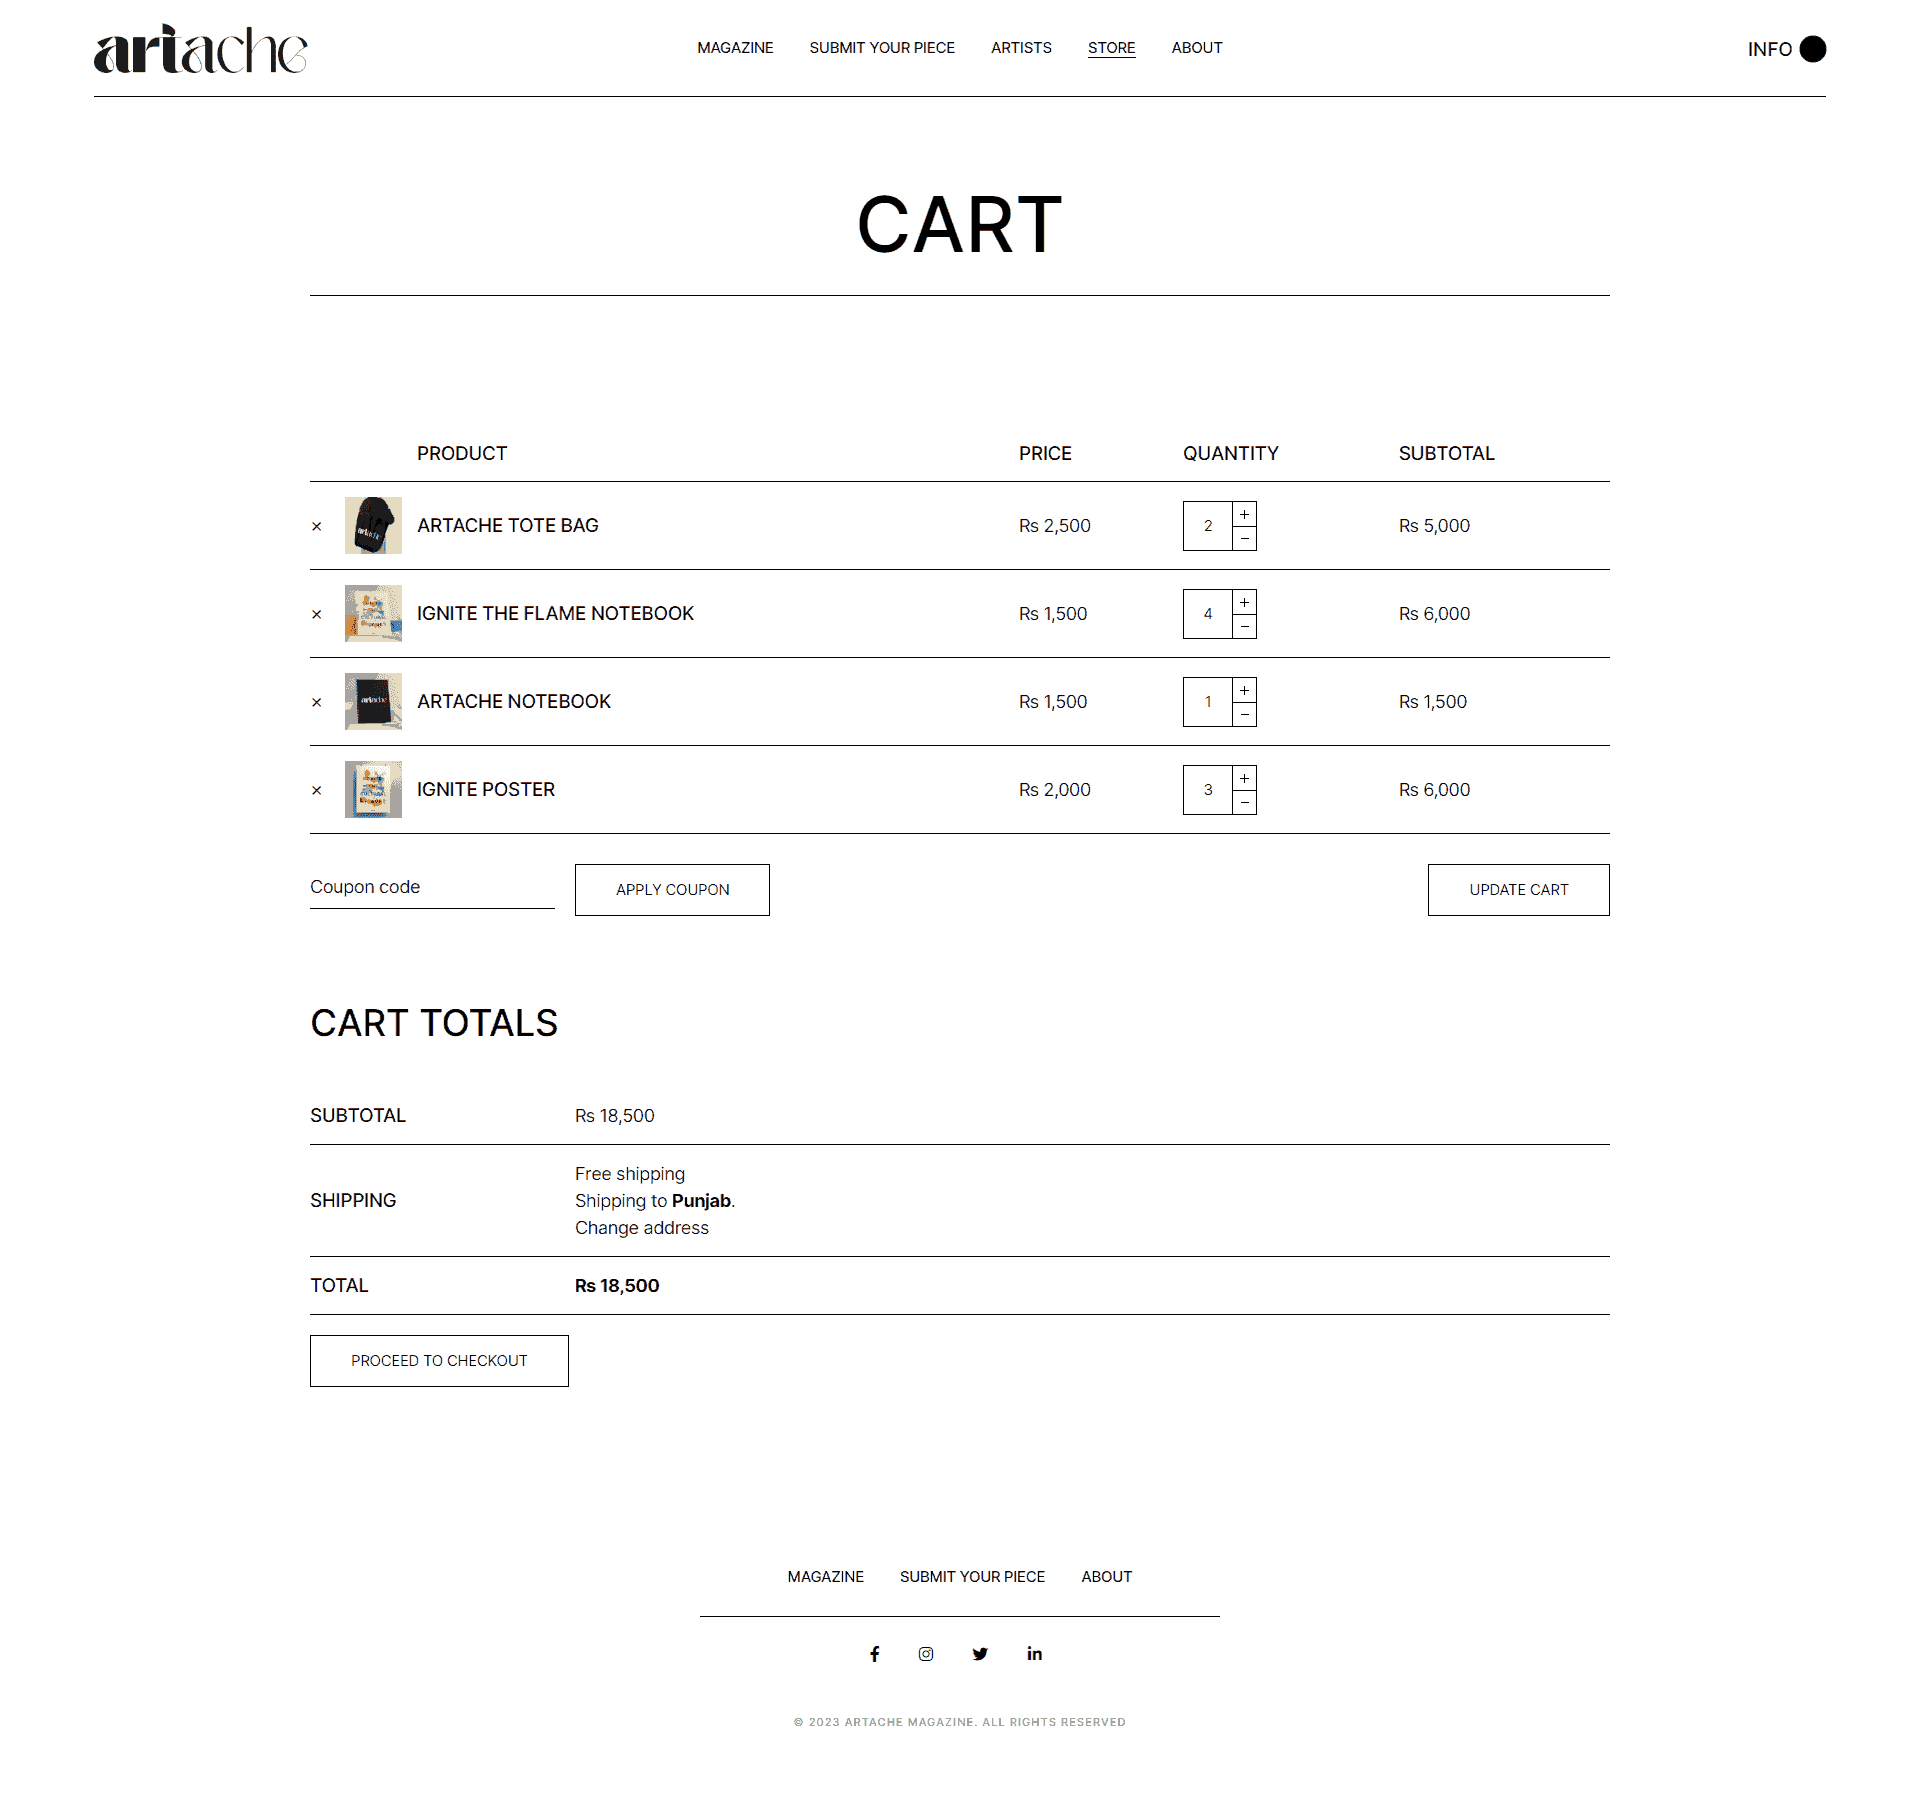 artache
MAGAZINE SUBMIT YOUR PIECE ARTISTS STORE ABOUT
INFO
CART
PRODUCT PRICE QUANTITY SUBTOTAL
× ARTACHE TOTE BAG Rs 2,500 2 + − Rs 5,000
× IGNITE THE FLAME NOTEBOOK Rs 1,500 4 + − Rs 6,000
× artache ARTACHE NOTEBOOK Rs 1,500 1 + − Rs 1,500
× IGNITE POSTER Rs 2,000 3 + − Rs 6,000
Coupon code APPLY COUPON UPDATE CART
CART TOTALS
SUBTOTAL Rs 18,500
SHIPPING
Free shipping
Shipping to Punjab.
Change address
TOTAL Rs 18,500
PROCEED TO CHECKOUT
MAGAZINE SUBMIT YOUR PIECE ABOUT
© 2023 ARTACHE MAGAZINE. ALL RIGHTS RESERVED